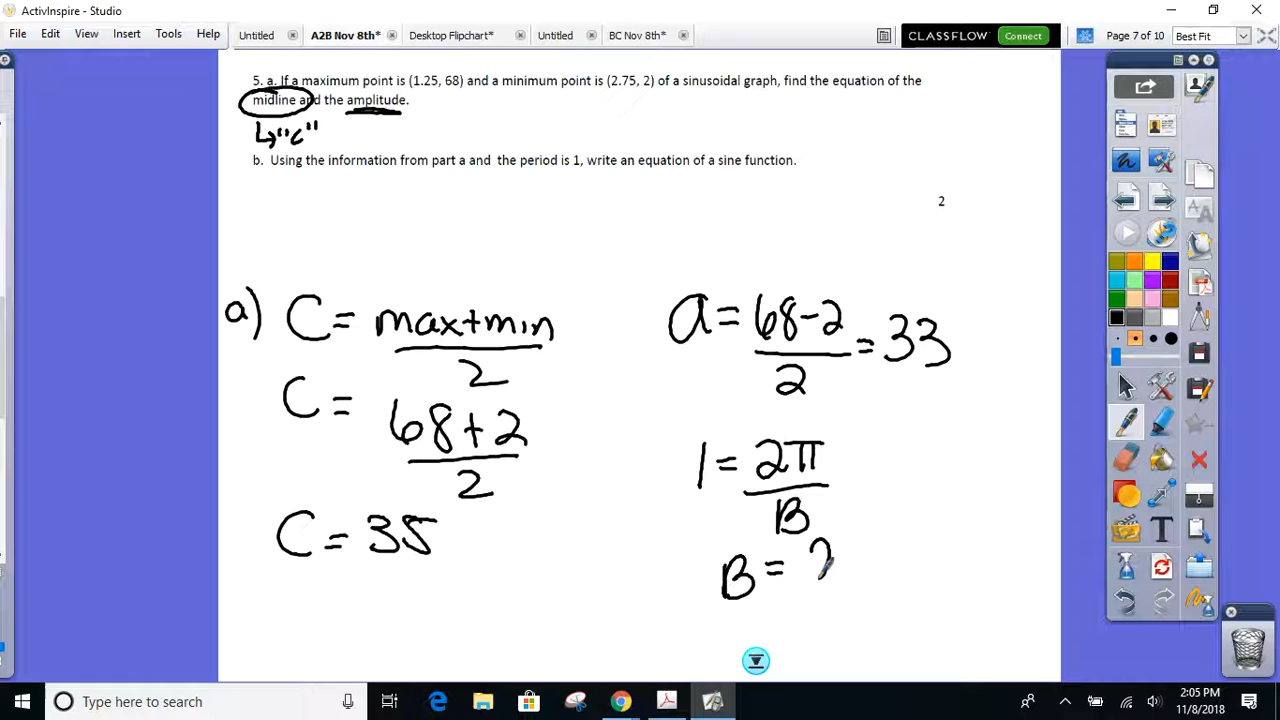 ActivInspire - Studio
File Edit View Insert Tools Help
Untitled A2B Nov 8th* Desktop Flipchart* Untitled BC Nov 8th*
CLASSFLOW Connect
Page 7 of 10 Best Fit
5. a. If a maximum point is (1.25, 68) and a minimum point is (2.75, 2) of a sinusoidal graph, find the equation of the
midline and the amplitude.
↳"c"
b. Using the information from part a and the period is 1, write an equation of a sine function.
2
a) C = max+min / 2
C = 68+2 / 2
C = 35
a = 68-2 / 2 = 33
1 = 2π / B
B = 2
Type here to search
2:05 PM
11/8/2018